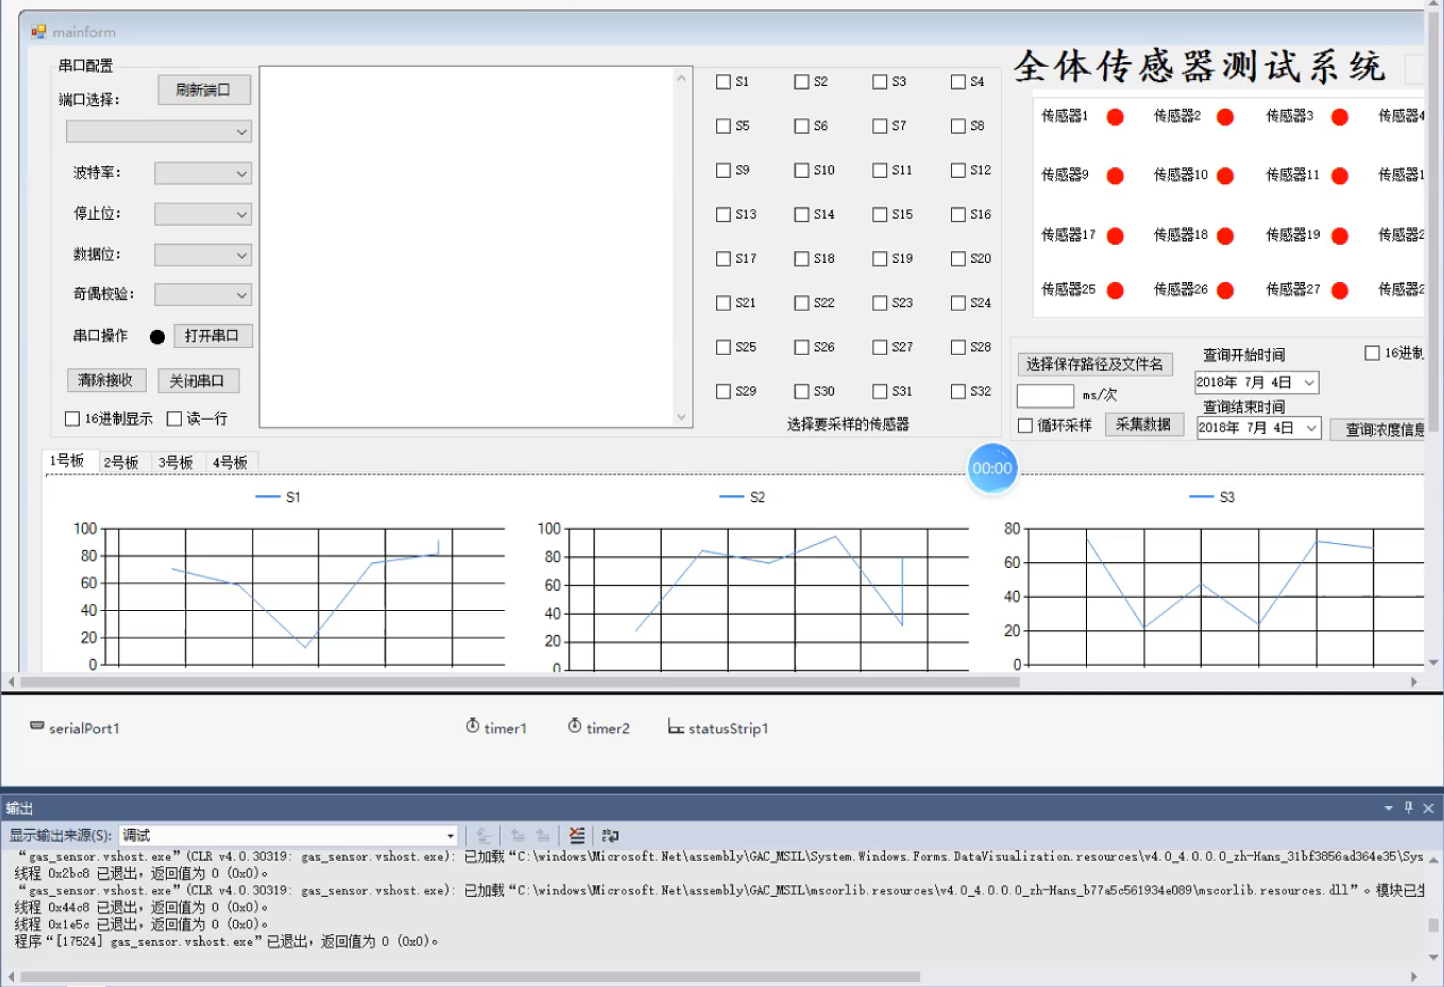 mainform
串口配置
端口选择:
刷新端口
波特率:
停止位:
数据位:
奇偶校验:
串口操作
打开串口
清除接收
关闭串口
16进制显示
读一行
S1 S2 S3 S4
S5 S6 S7 S8
S9 S10 S11 S12
S13 S14 S15 S16
S17 S18 S19 S20
S21 S22 S23 S24
S25 S26 S27 S28
S29 S30 S31 S32
选择要采样的传感器
全体传感器测试系统
传感器1 传感器2 传感器3 传感器4
传感器9 传感器10 传感器11 传感器1
传感器17 传感器18 传感器19 传感器2
传感器25 传感器26 传感器27 传感器2
选择保存路径及文件名
ms/次
循环采样
采集数据
查询开始时间
2018年 7月 4日
查询结束时间
2018年 7月 4日
16进制
查询浓度信息
1号板 2号板 3号板 4号板
00:00
S1
100
80
60
40
20
0
S2
100
80
60
40
20
0
S3
80
60
40
20
0
serialPort1 timer1 timer2 statusStrip1
输出
显示输出来源(S): 调试
“gas_sensor.vshost.exe”(CLR v4.0.30319: gas_sensor.vshost.exe): 已加载“C:\windows\Microsoft.Net\assembly\GAC_MSIL\System.Windows.Forms.DataVisualization.resources\v4.0_4.0.0.0_zh-Hans_31bf3856ad364e35\Sys
线程 0x2bc8 已退出，返回值为 0 (0x0)。
“gas_sensor.vshost.exe”(CLR v4.0.30319: gas_sensor.vshost.exe): 已加载“C:\windows\Microsoft.Net\assembly\GAC_MSIL\mscorlib.resources\v4.0_4.0.0.0_zh-Hans_b77a5c561934e089\mscorlib.resources.dll”。模块已生
线程 0x44c8 已退出，返回值为 0 (0x0)。
线程 0x1e5c 已退出，返回值为 0 (0x0)。
程序“[17524] gas_sensor.vshost.exe”已退出，返回值为 0 (0x0)。